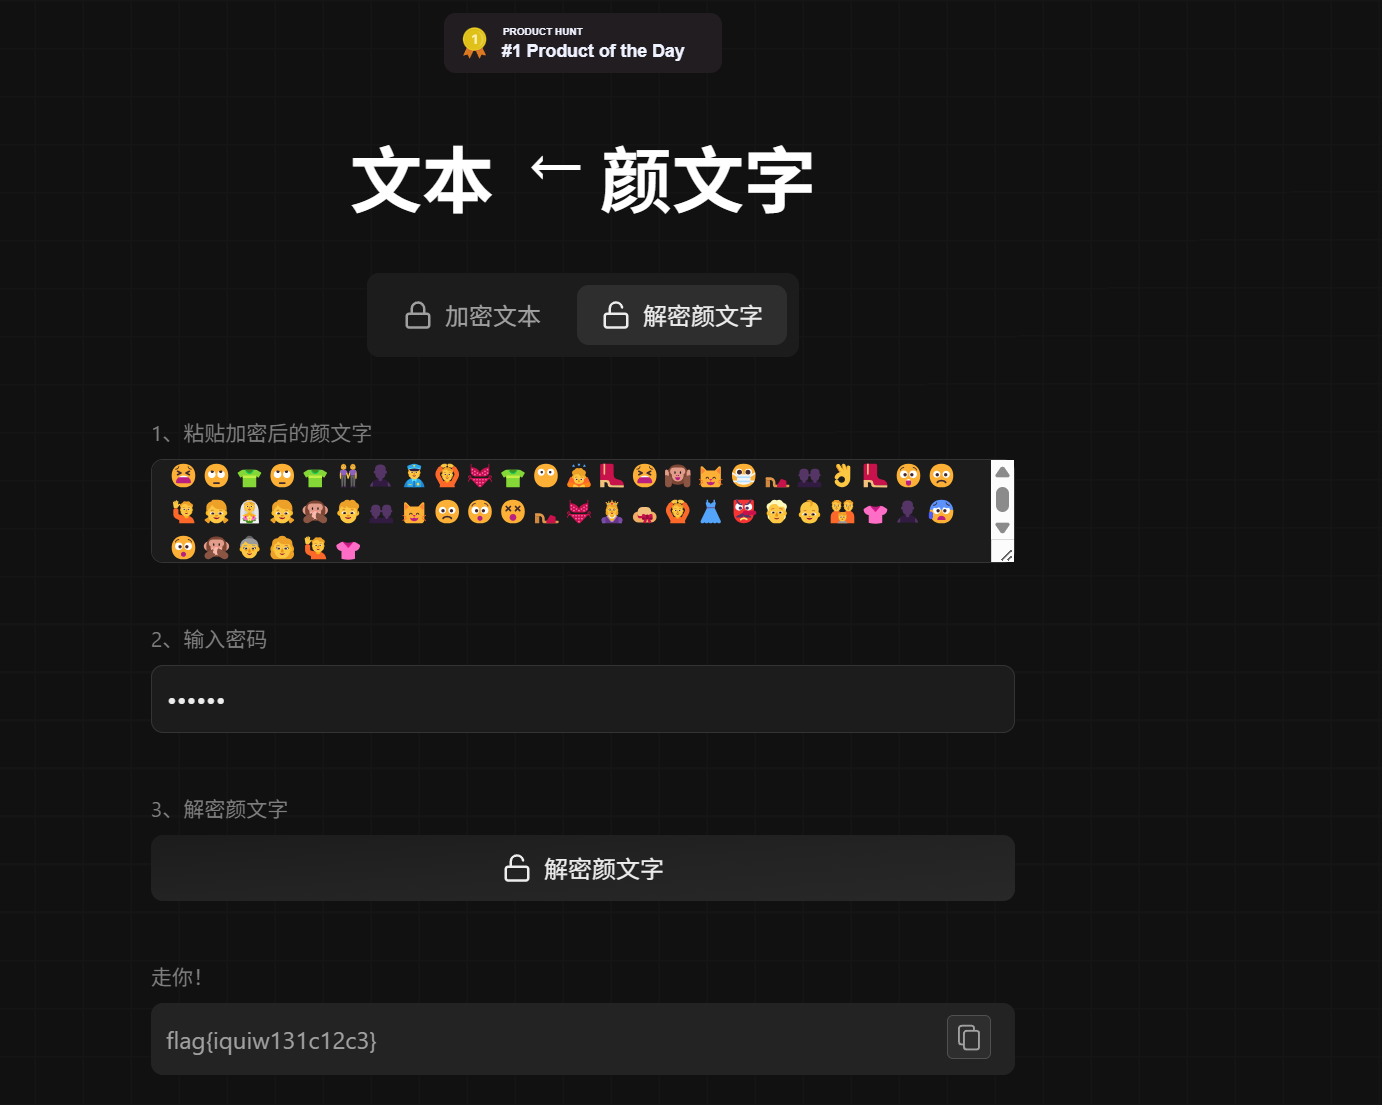 PRODUCT HUNT
#1 Product of the Day
文本 ← 颜文字
加密文本 解密颜文字
1、粘贴加密后的颜文字
😫🙄👕🙄👕👬👤👮🙆👙👕😶🙇👢😫🙉😸😷👡👥👌👢😲🙁
🙋👧👰👧🙊👦👥😸🙁😮😵👡👙👸👒🙆👗👺👱👶👪👚👤😰
😮🙊👵👩🙋👚
2、输入密码
••••••
3、解密颜文字
解密颜文字
走你！
flag{iquiw131c12c3}